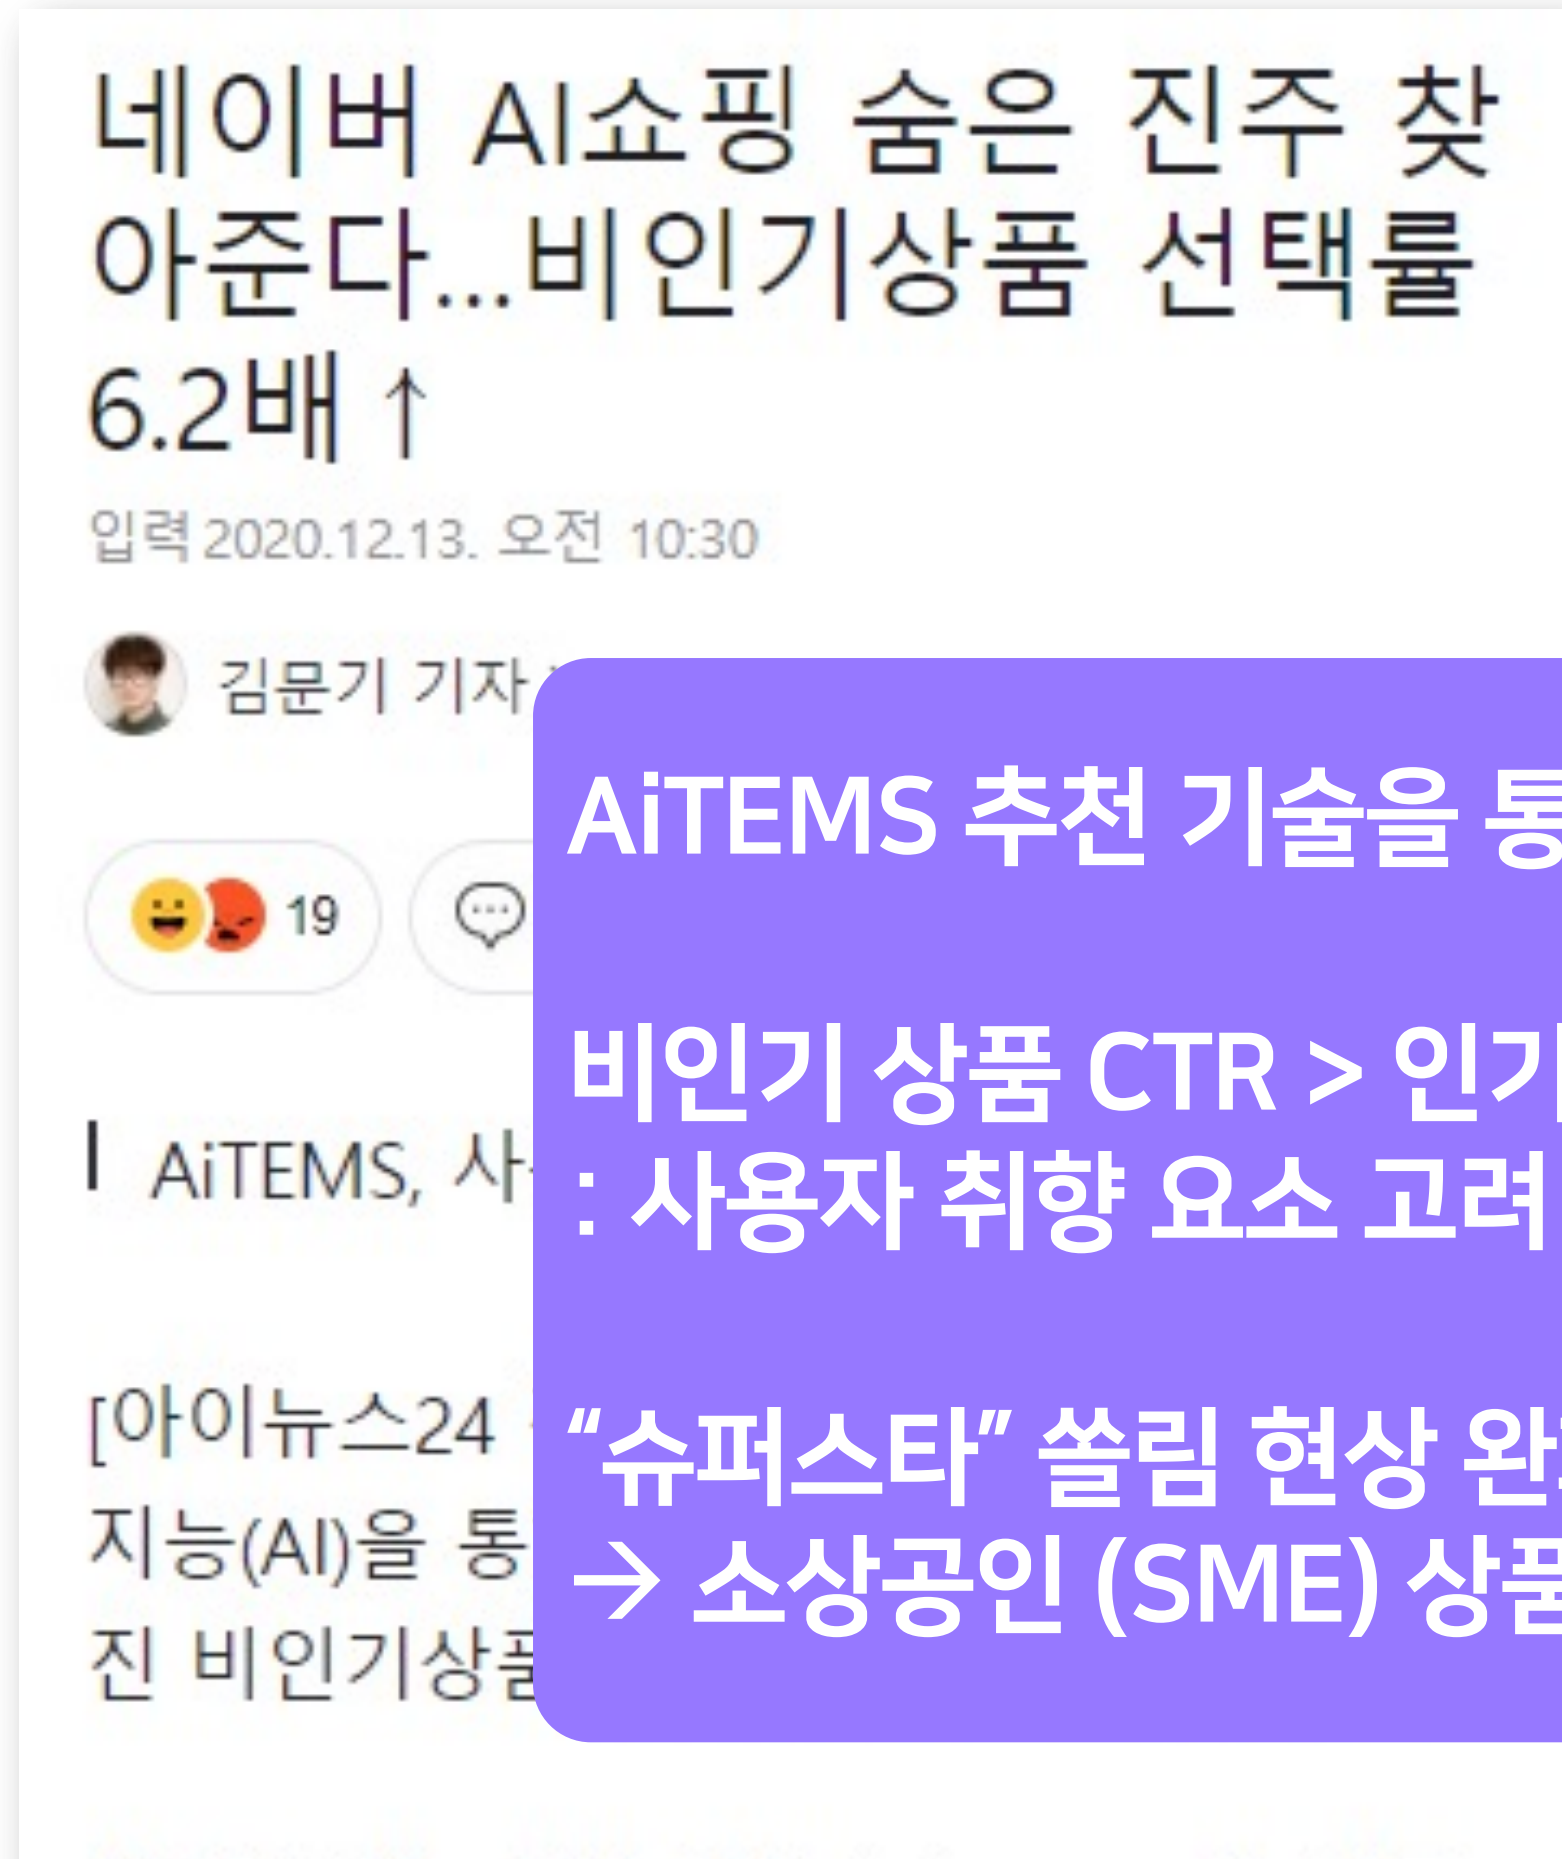 네이버 AI쇼핑 숨은 진주 찾
아준다...비인기상품 선택률
6.2배 ↑
입력 2020.12.13. 오전 10:30
김문기 기자
19
AiTEMS,
[아이뉴스24
지능(AI)을 통
진 비인기상품
AiTEMS 추천 기술을 통
비인기 상품 CTR > 인기
: 사용자 취향 요소 고려
“슈퍼스타” 쏠림 현상
→ 소상공인 (SME) 상품